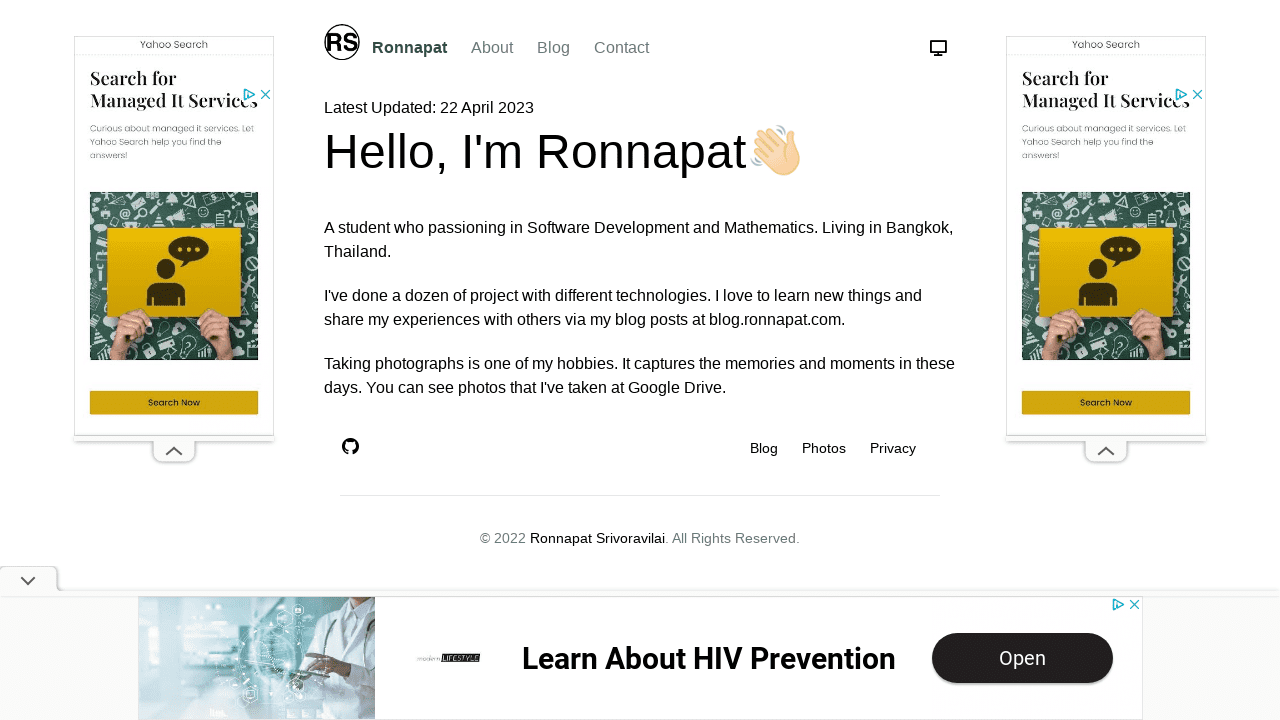 Yahoo Search
Search for
Managed It Services
Curious about managed it services. Let
Yahoo Search help you find the
answers!
Search Now
RS Ronnapat About Blog Contact
Latest Updated: 22 April 2023
Hello, I'm Ronnapat👋🏻
A student who passioning in Software Development and Mathematics. Living in Bangkok,
Thailand.
I've done a dozen of project with different technologies. I love to learn new things and
share my experiences with others via my blog posts at blog.ronnapat.com.
Taking photographs is one of my hobbies. It captures the memories and moments in these
days. You can see photos that I've taken at Google Drive.
Blog Photos Privacy
© 2022 Ronnapat Srivoravilai. All Rights Reserved.
Yahoo Search
Search for
Managed It Services
Curious about managed it services. Let
Yahoo Search help you find the
answers!
Search Now
modern LIFESTYLE
Learn About HIV Prevention
Open